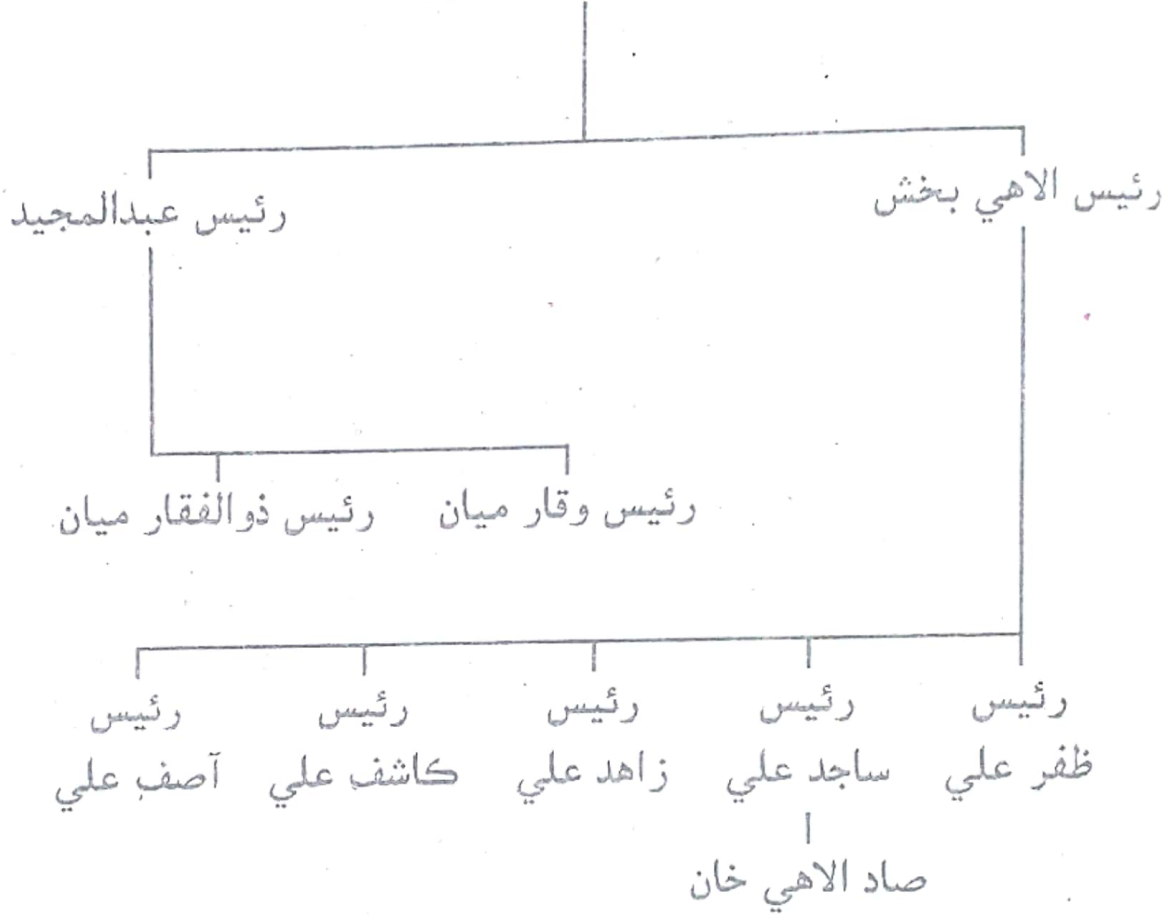 رئيس الاهي بخش
رئيس عبدالمجيد
رئيس وقار ميان
رئيس ذوالفقار ميان
رئيس
ظفر علي
رئيس
ساجد علي
رئيس
زاهد علي
رئيس
كاشف علي
رئيس
آصف علي
صاد الاهي خان